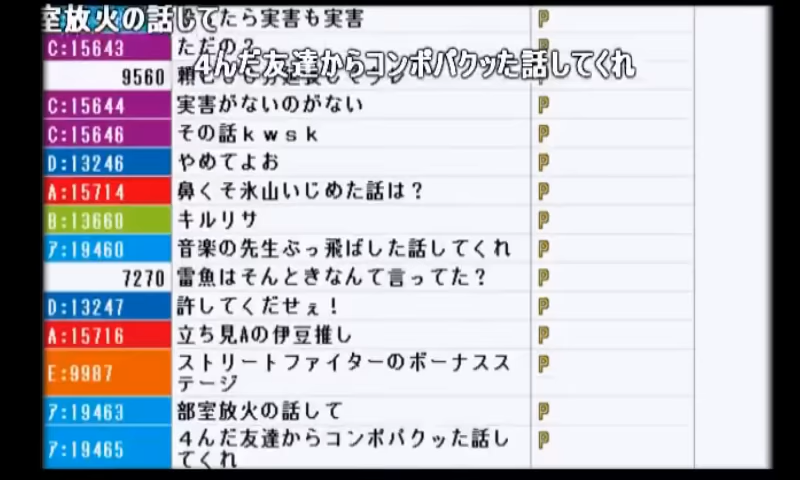 室放火の話して
たら実害も実害 P
C:15643 ただの？ P
4んだ友達からコンポパクッた話してくれ
9560 P
C:15644 実害がないのがない P
C:15646 その話ｋｗｓｋ P
D:13246 やめてよお P
A:15714 鼻くそ氷山いじめた話は？ P
B:13668 キルリサ P
ｱ:19460 音楽の先生ぶっ飛ばした話してくれ P
7270 雷魚はそんときなんて言ってた？ P
D:13247 許してくだせぇ！ P
A:15716 立ち見Aの伊豆推し P
E:9987 ストリートファイターのボーナスス P
テージ
ｱ:19463 部室放火の話して P
ｱ:19465 ４んだ友達からコンポパクッた話し P
てくれ